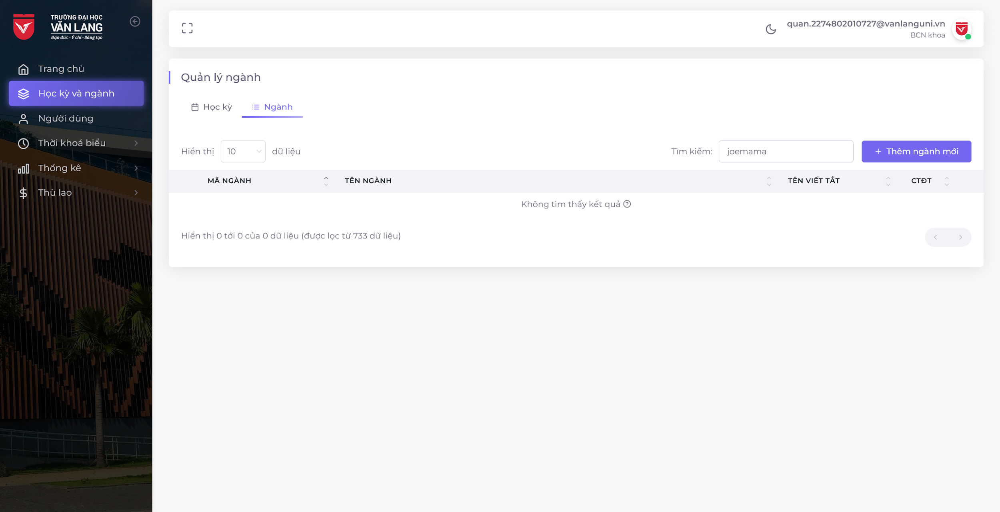 TRƯỜNG ĐẠI HỌC
VĂN LANG
Đạo đức - Ý chí - Sáng tạo
Trang chủ
Học kỳ và ngành
Người dùng
Thời khoá biểu
Thống kê
Thù lao
quan.2274802010727@vanlanguni.vn
BCN khoa
Quản lý ngành
Học kỳ
Ngành
Hiển thị 10 dữ liệu
Tìm kiếm: joemama
Thêm ngành mới
MÃ NGÀNH TÊN NGÀNH TÊN VIẾT TẮT CTĐT
Không tìm thấy kết quả
Hiển thị 0 tới 0 của 0 dữ liệu (được lọc từ 733 dữ liệu)